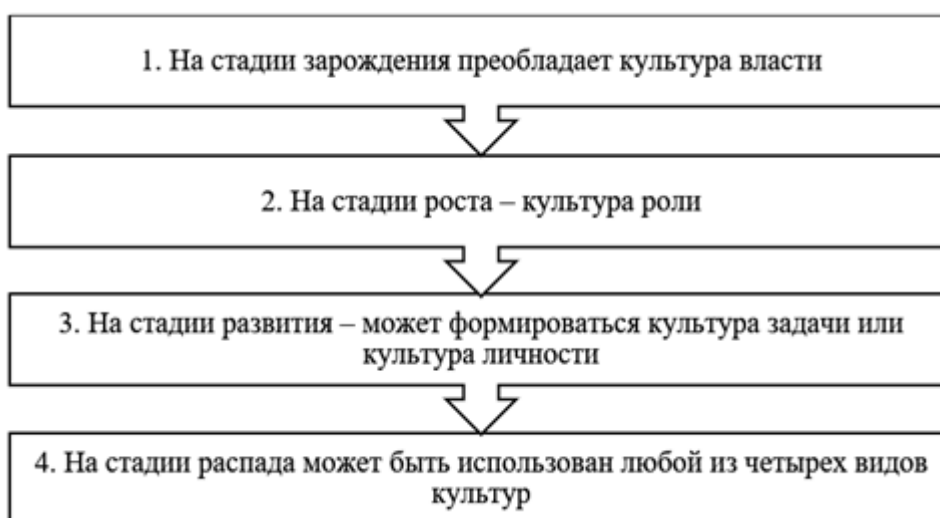 1. На стадии зарождения преобладает культура власти
2. На стадии роста – культура роли
3. На стадии развития – может формироваться культура задачи или
культура личности
4. На стадии распада может быть использован любой из четырех видов
культур